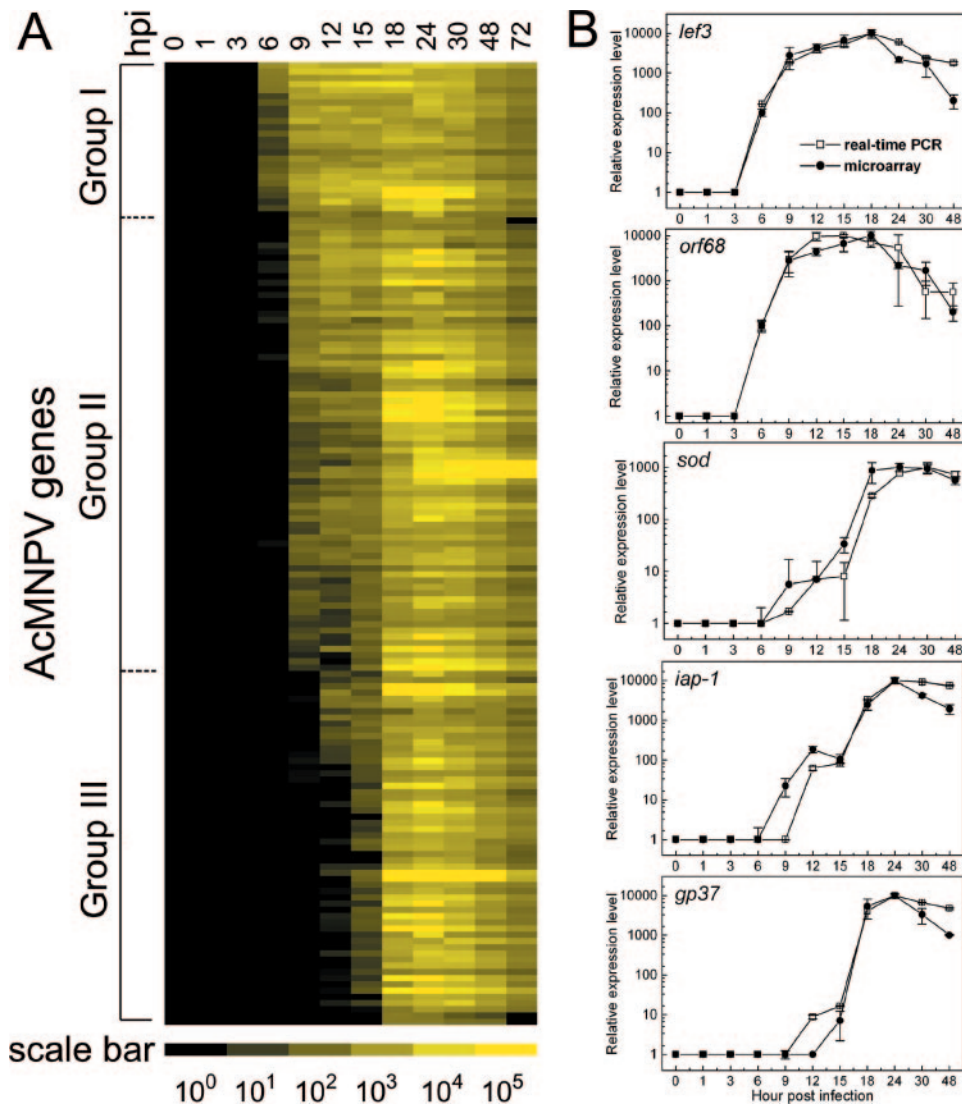 A
hpi
0 1 3 6 9 12 15 18 24 30 48 72
AcMNPV genes
Group I
Group II
Group III
scale bar
10⁰ 10¹ 10² 10³ 10⁴ 10⁵
B
lef3
Relative expression level
10000
1000
100
10
1
real-time PCR
microarray
0 1 3 6 9 12 15 18 24 30 48
orf68
Relative expression level
10000
1000
100
10
1
0 1 3 6 9 12 15 18 24 30 48
sod
Relative expression level
1000
100
10
1
0 1 3 6 9 12 15 18 24 30 48
iap-1
Relative expression level
10000
1000
100
10
1
0 1 3 6 9 12 15 18 24 30 48
gp37
Relative expression level
10000
1000
100
10
1
0 1 3 6 9 12 15 18 24 30 48
Hour post infection